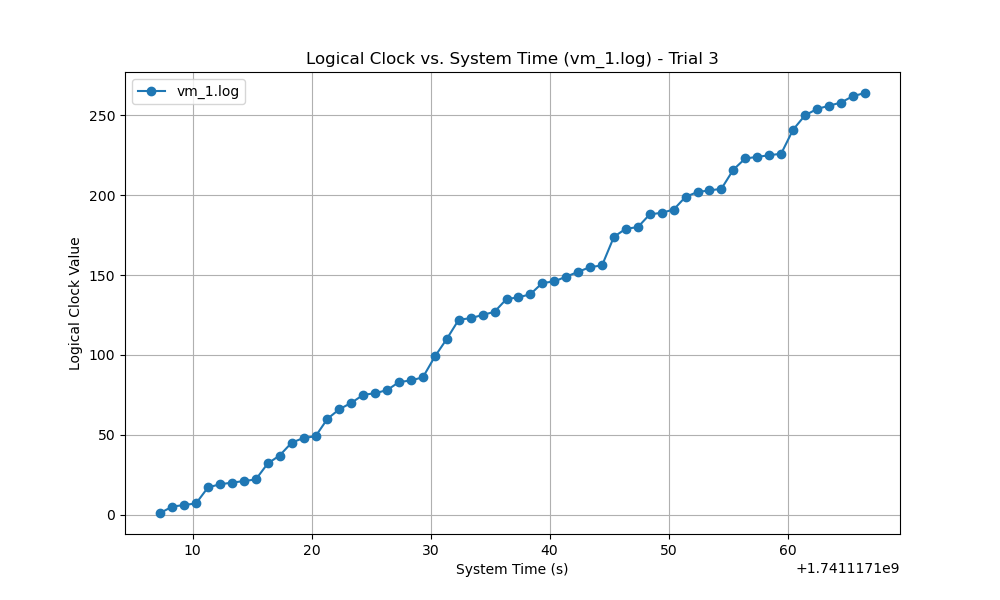 Logical Clock vs. System Time (vm_1.log) - Trial 3
vm_1.log
Logical Clock Value
250
200
150
100
50
0
10 20 30 40 50 60
System Time (s)
+1.7411171e9